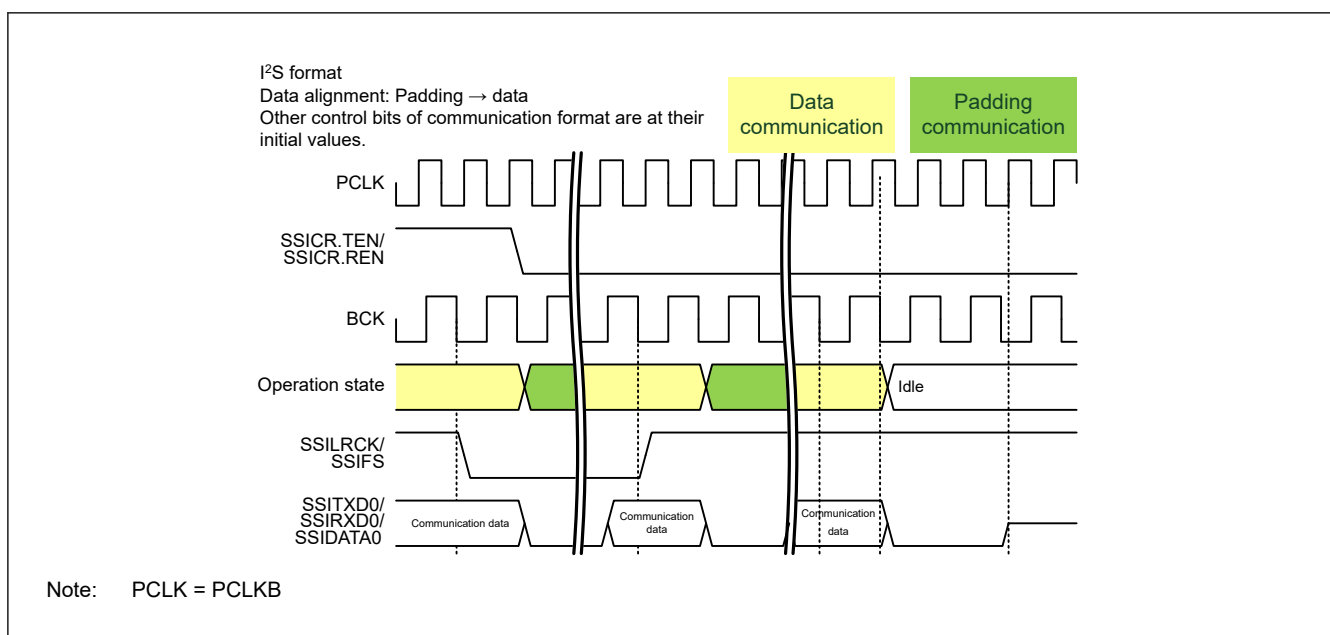 I²S format
Data alignment: Padding → data
Other control bits of communication format are at their
initial values.
Data
communication
Padding
communication
PCLK
SSICR.TEN/
SSICR.REN
BCK
Operation state
Idle
SSILRCK/
SSIFS
SSITXD0/
SSIRXD0/
SSIDATA0
Communication data
Communication
data
Communication
data
Note: PCLK = PCLKB